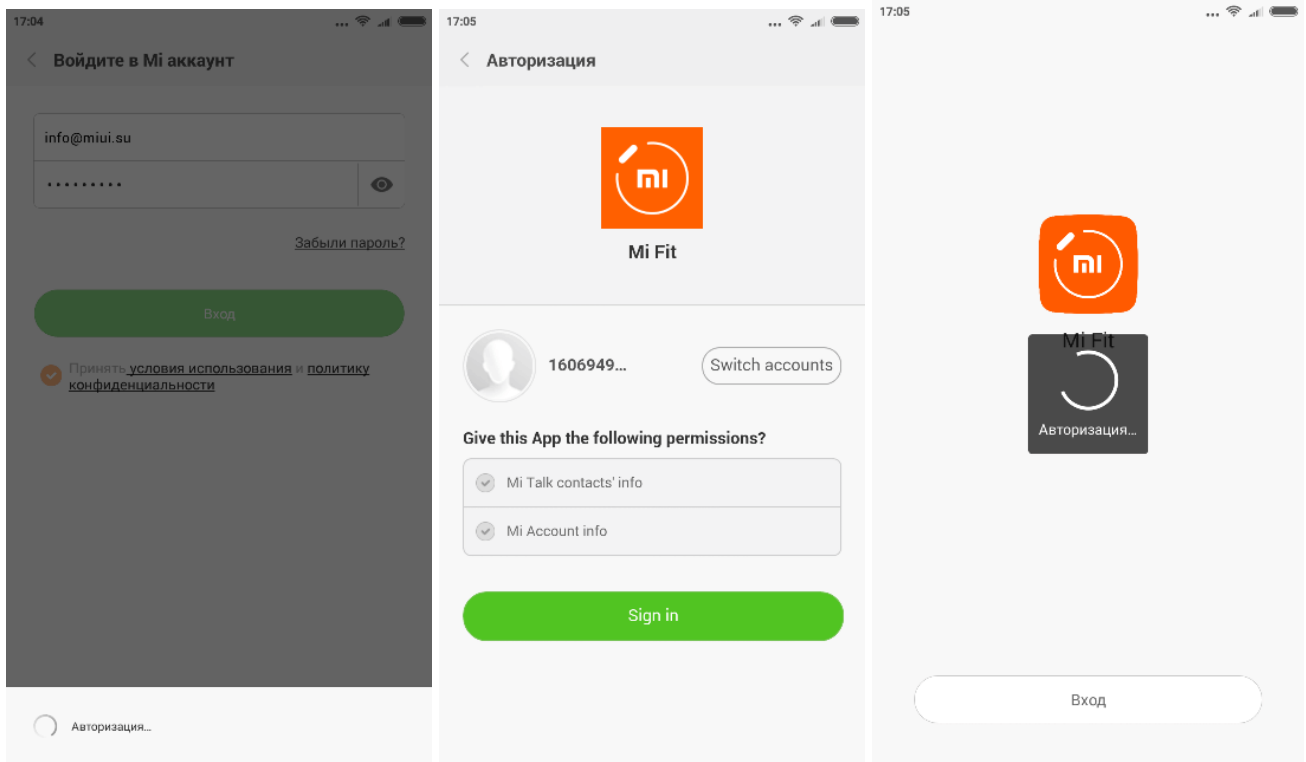 17:04
...
Войдите в Mi аккаунт
info@miui.su
·········
Забыли пароль?
Вход
Принять условия использования и политику
конфиденциальности
Авторизация...
17:05
...
Авторизация
mi
Mi Fit
1606949...
Switch accounts
Give this App the following permissions?
Mi Talk contacts' info
Mi Account info
Sign in
17:05
...
mi
Mi Fit
Авторизация...
Вход